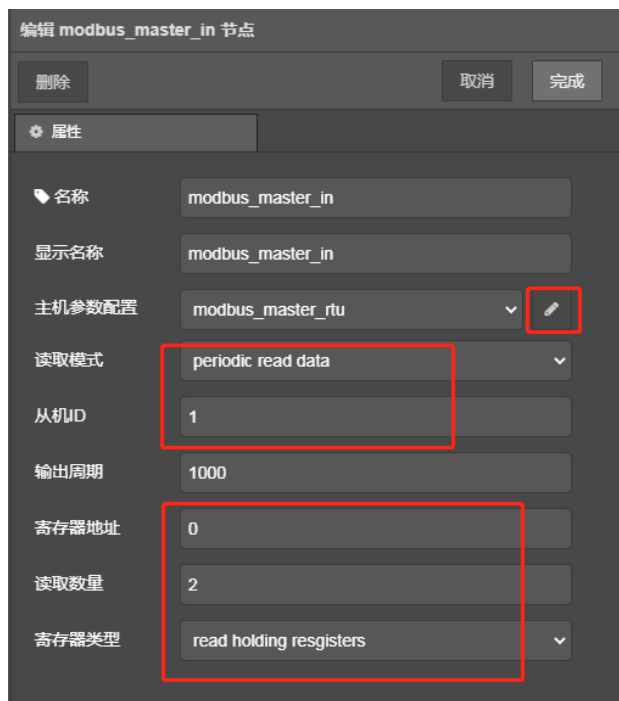 编辑 modbus_master_in 节点
删除 取消 完成
属性
名称 modbus_master_in
显示名称 modbus_master_in
主机参数配置 modbus_master_rtu
读取模式 periodic read data
从机ID 1
输出周期 1000
寄存器地址 0
读取数量 2
寄存器类型 read holding resgisters